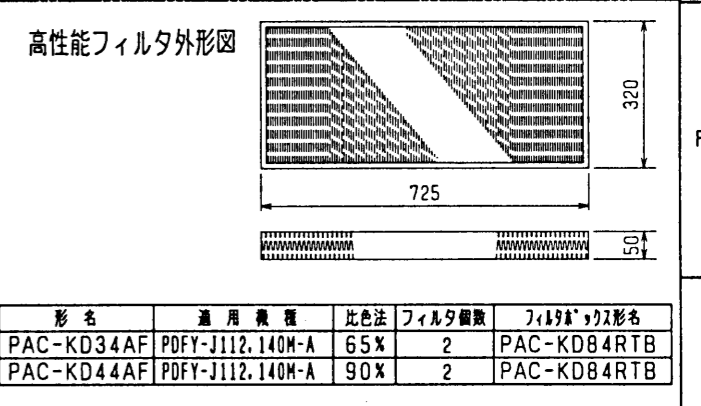 高性能フィルタ外形図
320
725
50
形名 適用機種 比色法 フィルタ個数 フィルタボックス形名
PAC-KD34AF PDFY-J112,140M-A 65% 2 PAC-KD84RTB
PAC-KD44AF PDFY-J112,140M-A 90% 2 PAC-KD84RTB